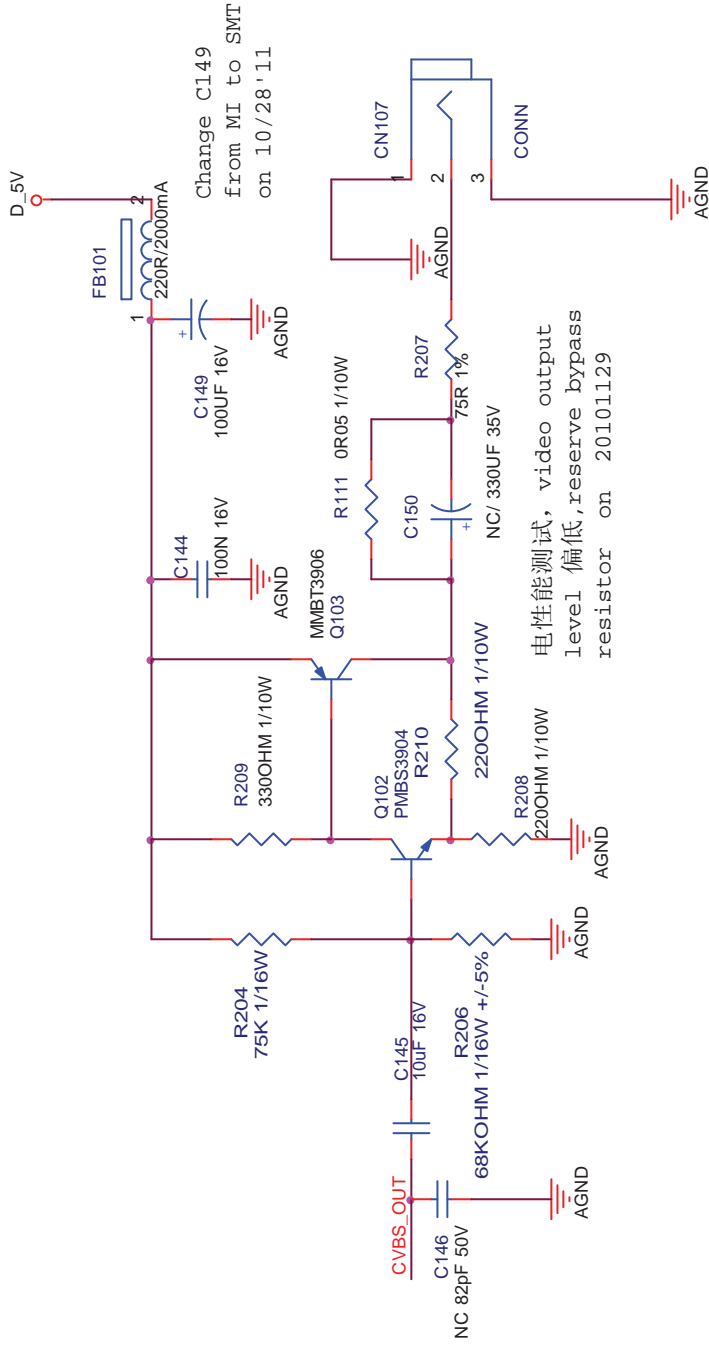 D_5V
FB101
220R/2000mA
1
2
Change C149
from MI to SMT
on 10/28'11
C149
100UF 16V
+
AGND
C144
100N 16V
AGND
MMBT3906
Q103
R209
330OHM 1/10W
R204
75K 1/16W
Q102
PMBS3904
R210
220OHM 1/10W
R208
220OHM 1/10W
AGND
R206
68KOHM 1/16W +/-5%
AGND
C145
10uF 16V
CVBS_OUT
C146
NC 82pF 50V
AGND
R111
0R05 1/10W
C150
NC/ 330UF 35V
+
R207
75R 1%
CN107
1
2
3
CONN
AGND
AGND
电性能测试, video output
level 偏低,reserve bypass
resistor on 20101129